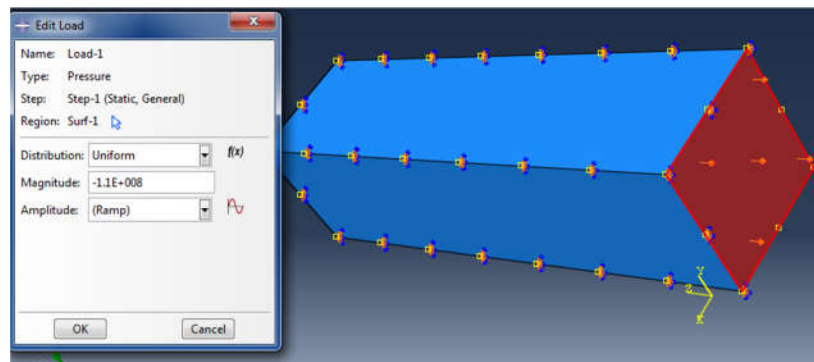 Edit Load
Name: Load-1
Type: Pressure
Step: Step-1 (Static, General)
Region: Surf-1
Distribution: Uniform f(x)
Magnitude: -1.1E+008
Amplitude: (Ramp)
OK Cancel
Y
Z
X